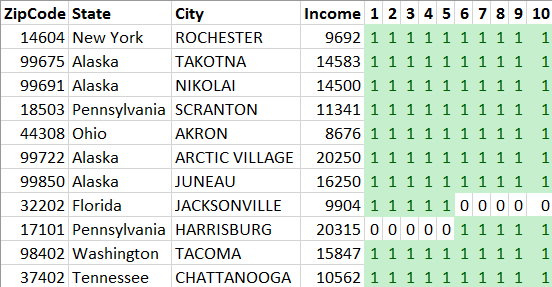 ZipCode State City Income 1 2 3 4 5 6 7 8 9 10
14604 New York ROCHESTER 9692 1 1 1 1 1 1 1 1 1 1
99675 Alaska TAKOTNA 14583 1 1 1 1 1 1 1 1 1 1
99691 Alaska NIKOLAI 14500 1 1 1 1 1 1 1 1 1 1
18503 Pennsylvania SCRANTON 11341 1 1 1 1 1 1 1 1 1 1
44308 Ohio AKRON 8676 1 1 1 1 1 1 1 1 1 1
99722 Alaska ARCTIC VILLAGE 20250 1 1 1 1 1 1 1 1 1 1
99850 Alaska JUNEAU 16250 1 1 1 1 1 1 1 1 1 1
32202 Florida JACKSONVILLE 9904 1 1 1 1 1 0 0 0 0 0
17101 Pennsylvania HARRISBURG 20315 0 0 0 0 0 1 1 1 1 1
98402 Washington TACOMA 15847 1 1 1 1 1 1 1 1 1 1
37402 Tennessee CHATTANOOGA 10562 1 1 1 1 1 1 1 1 1 1